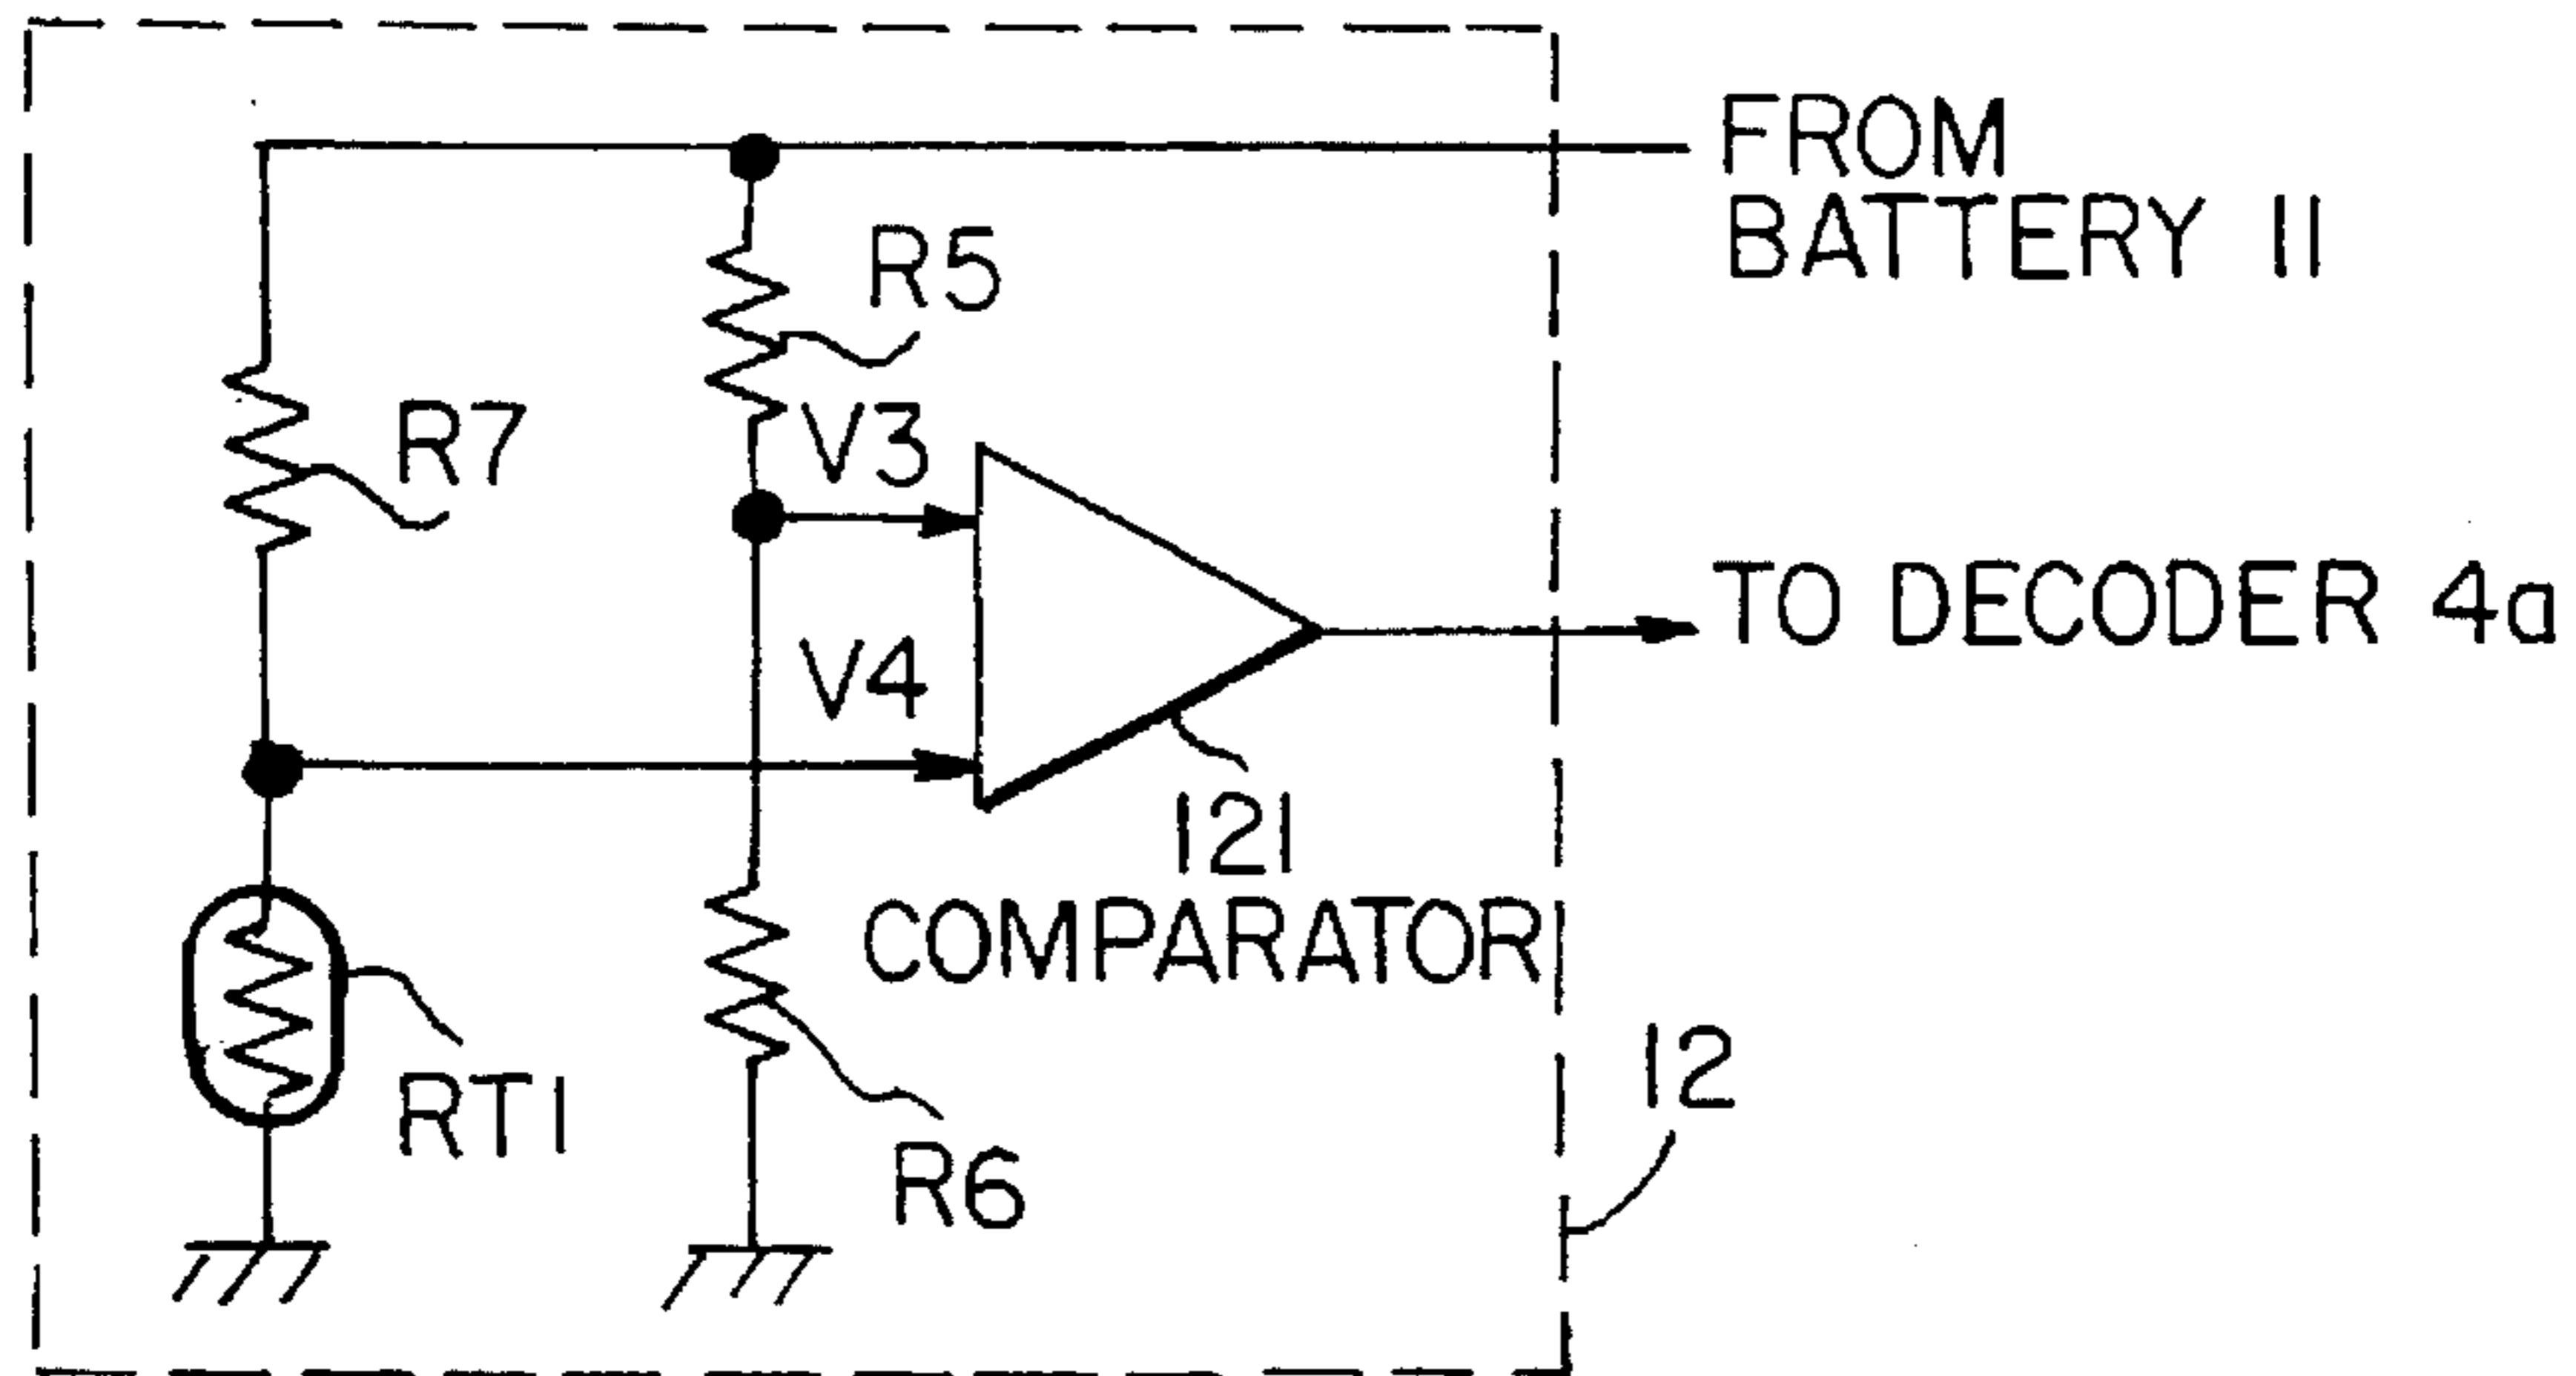 FROM
BATTERY 11
R5
R7
V3
TO DECODER 4a
V4
121
COMPARATOR
12
RT1
R6